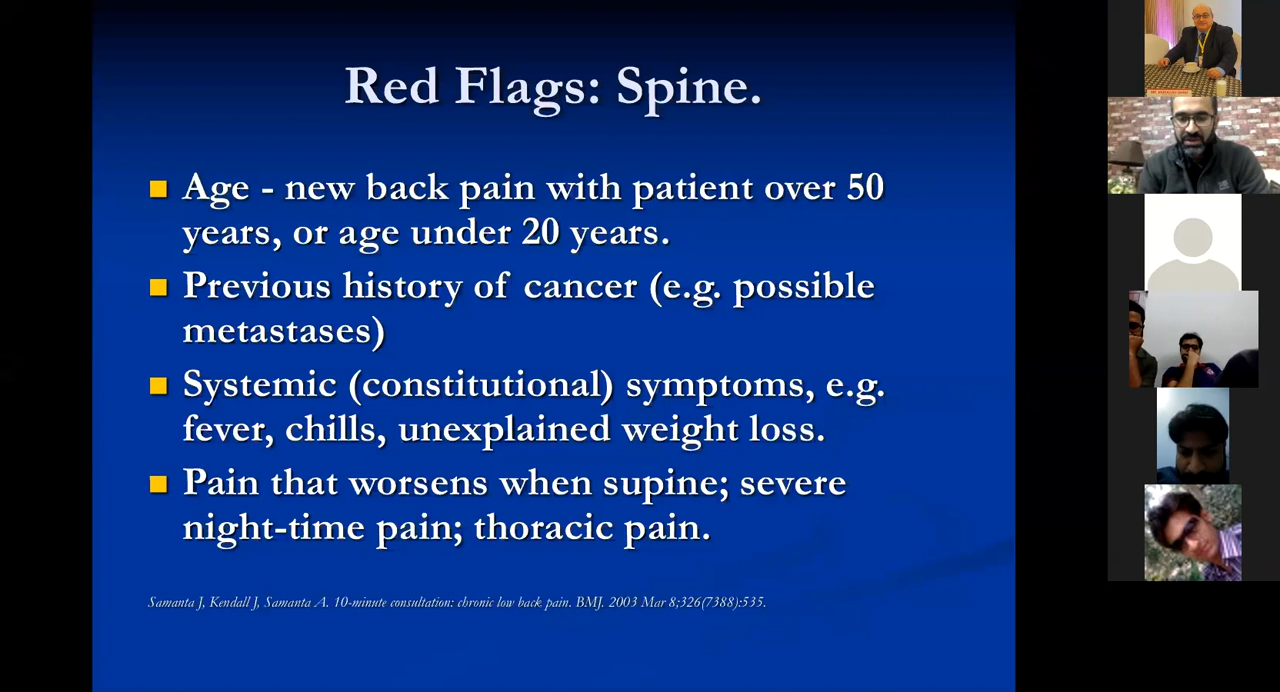 Red Flags: Spine.
Age - new back pain with patient over 50
years, or age under 20 years.
Previous history of cancer (e.g. possible
metastases)
Systemic (constitutional) symptoms, e.g.
fever, chills, unexplained weight loss.
Pain that worsens when supine; severe
night-time pain; thoracic pain.
Samanta J, Kendall J, Samanta A. 10-minute consultation: chronic low back pain. BMJ. 2003 Mar 8;326(7388):535.